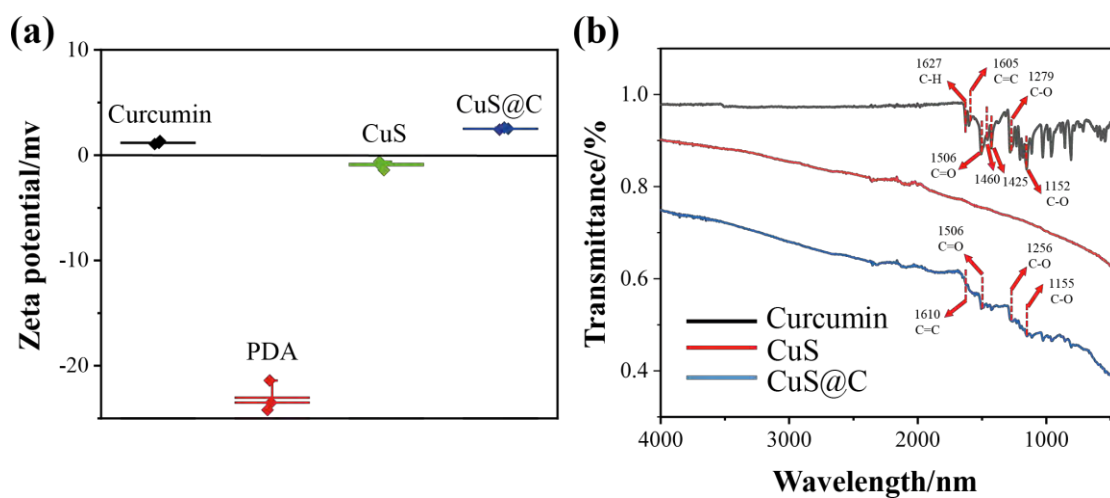 (a)
10
0
-10
-20
Zeta potential/mv
Curcumin
PDA
CuS
CuS@C
(b)
1.0
0.8
0.6
0.4
Transmittance/%
1627
C-H
1605
C=C
1279
C-O
1506
C=O
1460
1425
1152
C-O
1506
C=O
1256
C-O
1155
C-O
1610
C=C
Curcumin
CuS
CuS@C
4000
3000
2000
1000
Wavelength/nm